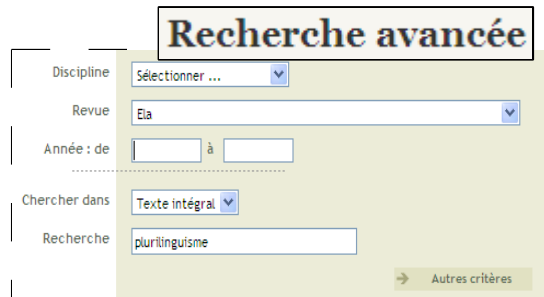 Recherche avancée
Discipline Sélectionner ...
Revue Ela
Année : de à
Chercher dans Texte intégral
Recherche plurilinguisme
Autres critères